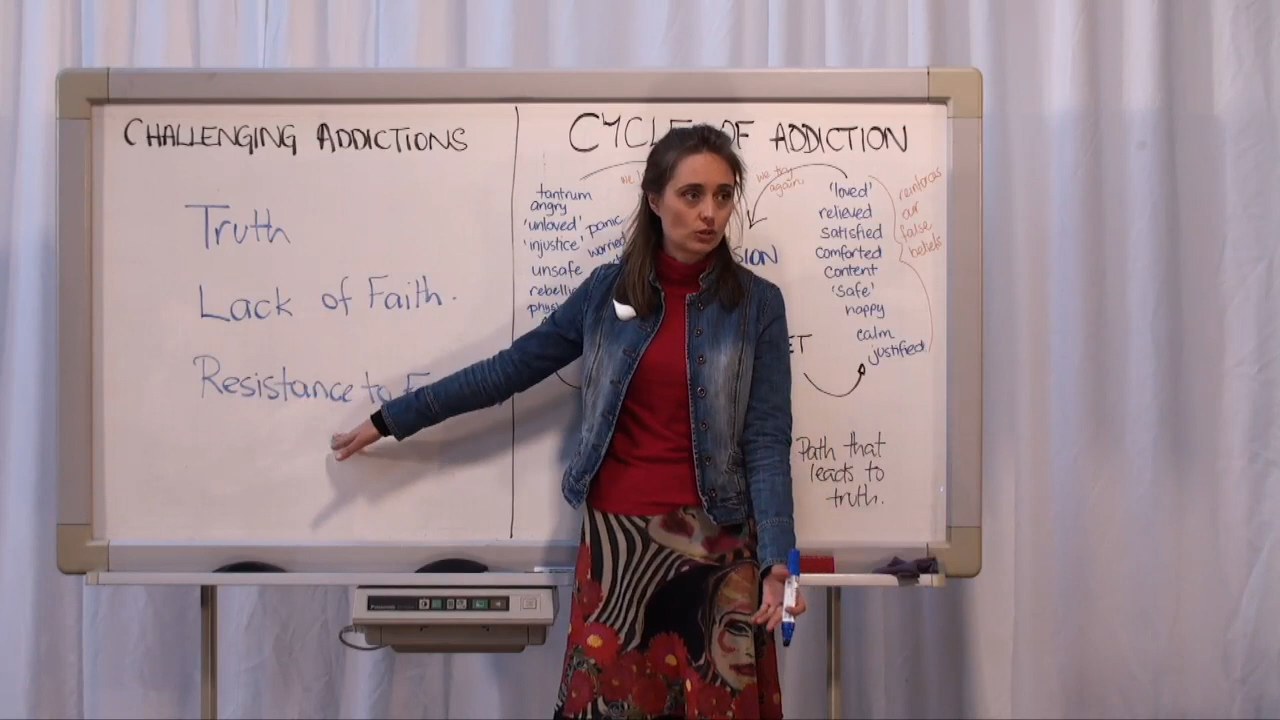 CHALLENGING ADDICTIONS
Truth
Lack of Faith.
Resistance to
CYCLE OF ADDICTION
we
we try
again.
tantrum
angry
'unloved'
panic
'injustice'
worried
unsafe
'loved'
relieved
satisfied
comforted
content
'safe'
happy
calm
justified
reinforces
our
false
beliefs
Path that
leads to
truth.
Panasonic